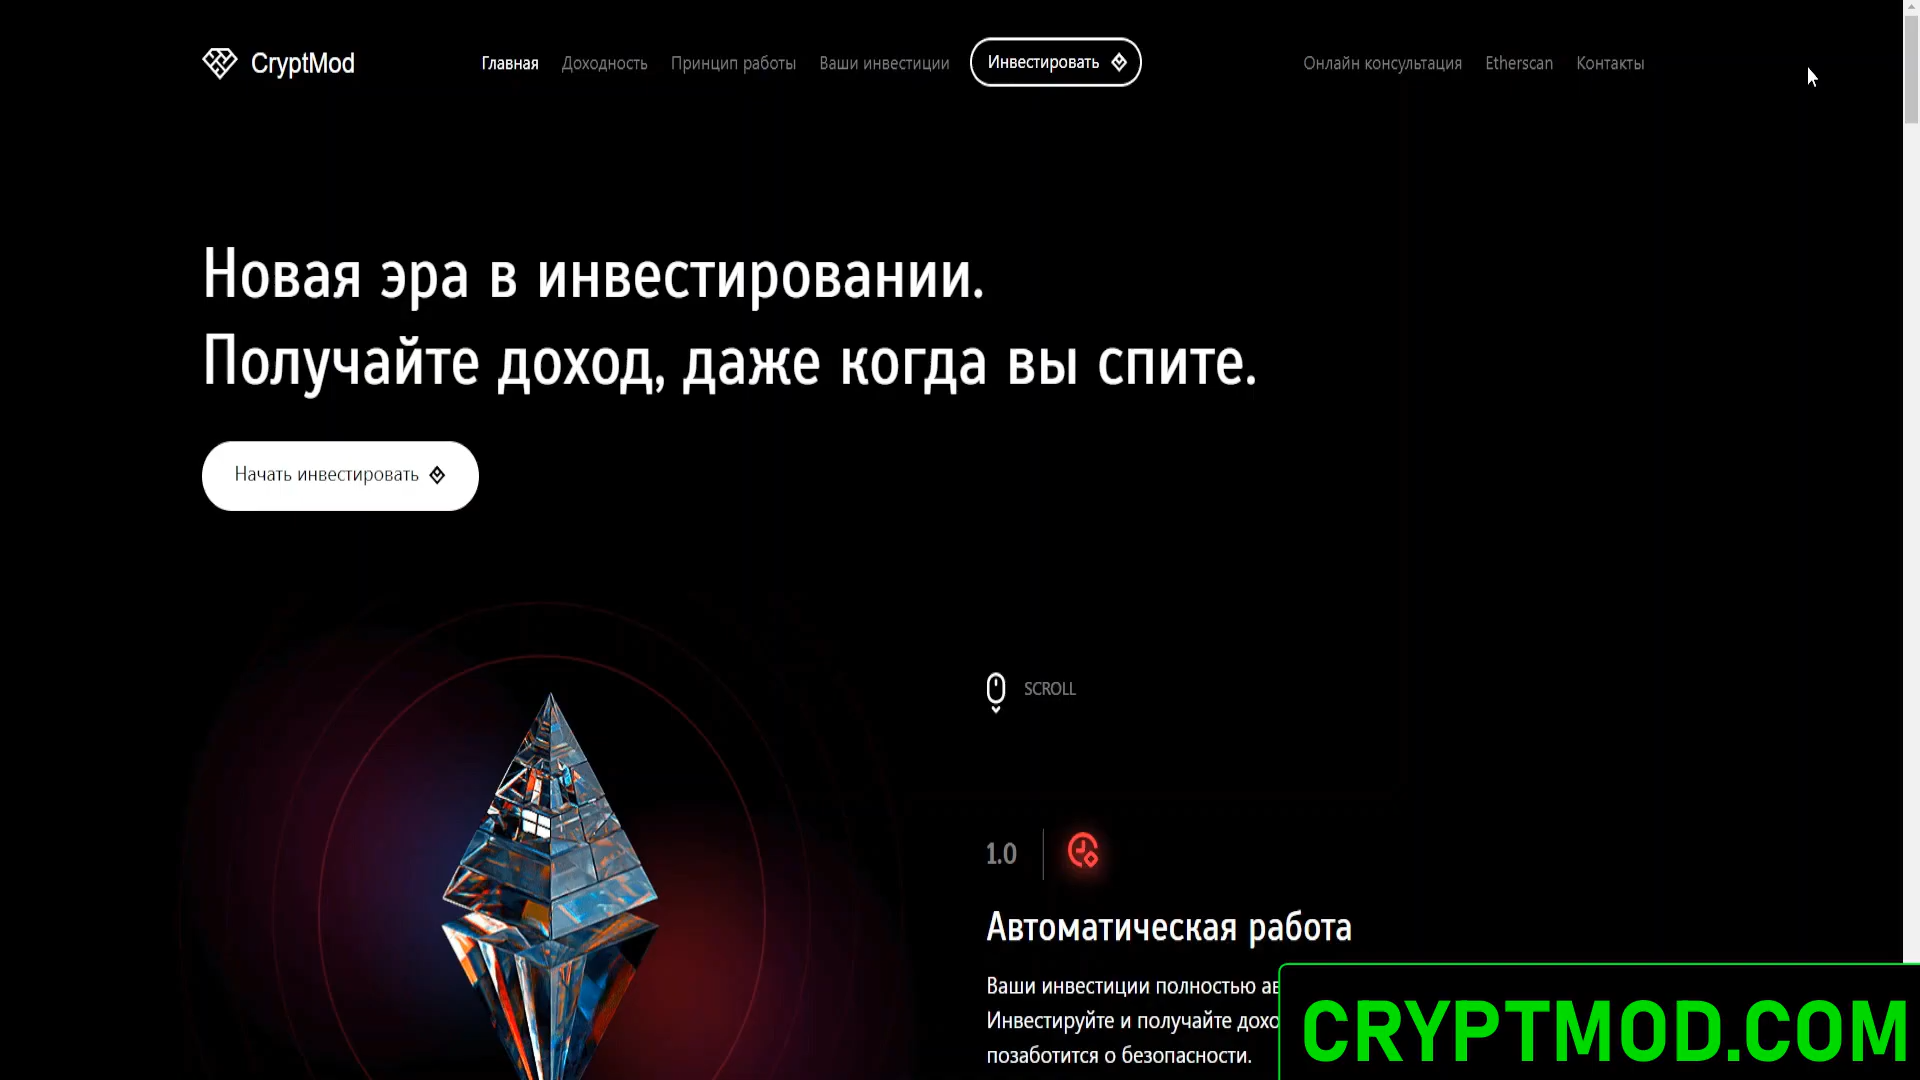 CryptMod
Главная
Доходность
Принцип работы
Ваши инвестиции
Инвестировать
Онлайн консультация
Etherscan
Контакты
Новая эра в инвестировании.
Получайте доход, даже когда вы спите.
Начать инвестировать
SCROLL
1.0
Автоматическая работа
Ваши инвестиции полностью ав
Инвестируйте и получайте дохо
позаботится о безопасности.
CRYPTMOD.COM